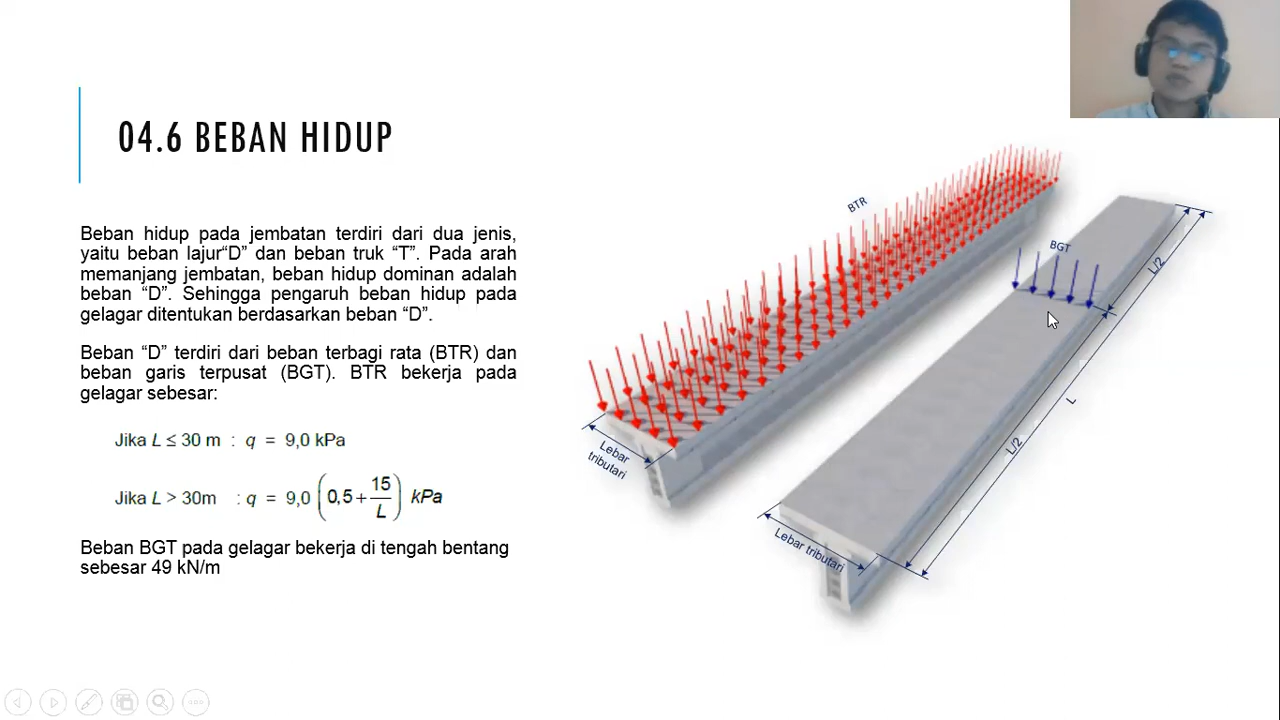 04.6 BEBAN HIDUP
Beban hidup pada jembatan terdiri dari dua jenis,
yaitu beban lajur“D” dan beban truk “T”. Pada arah
memanjang jembatan, beban hidup dominan adalah
beban “D”. Sehingga pengaruh beban hidup pada
gelagar ditentukan berdasarkan beban “D”.
Beban “D” terdiri dari beban terbagi rata (BTR) dan
beban garis terpusat (BGT). BTR bekerja pada
gelagar sebesar:
Jika L ≤ 30 m : q = 9,0 kPa
Jika L > 30m : q = 9,0 (0,5+15/L) kPa
Beban BGT pada gelagar bekerja di tengah bentang
sebesar 49 kN/m
BTR
Lebar
tributari
BGT
L/2
L
L/2
Lebar tributari